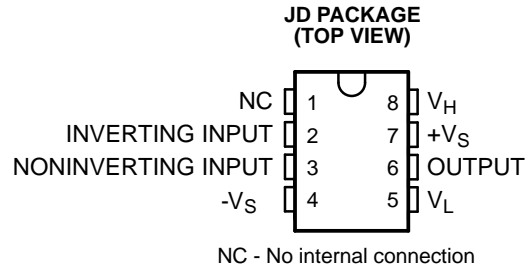 JD PACKAGE
(TOP VIEW)
NC 1 8 VH
INVERTING INPUT 2 7 +VS
NONINVERTING INPUT 3 6 OUTPUT
-VS 4 5 VL
NC - No internal connection